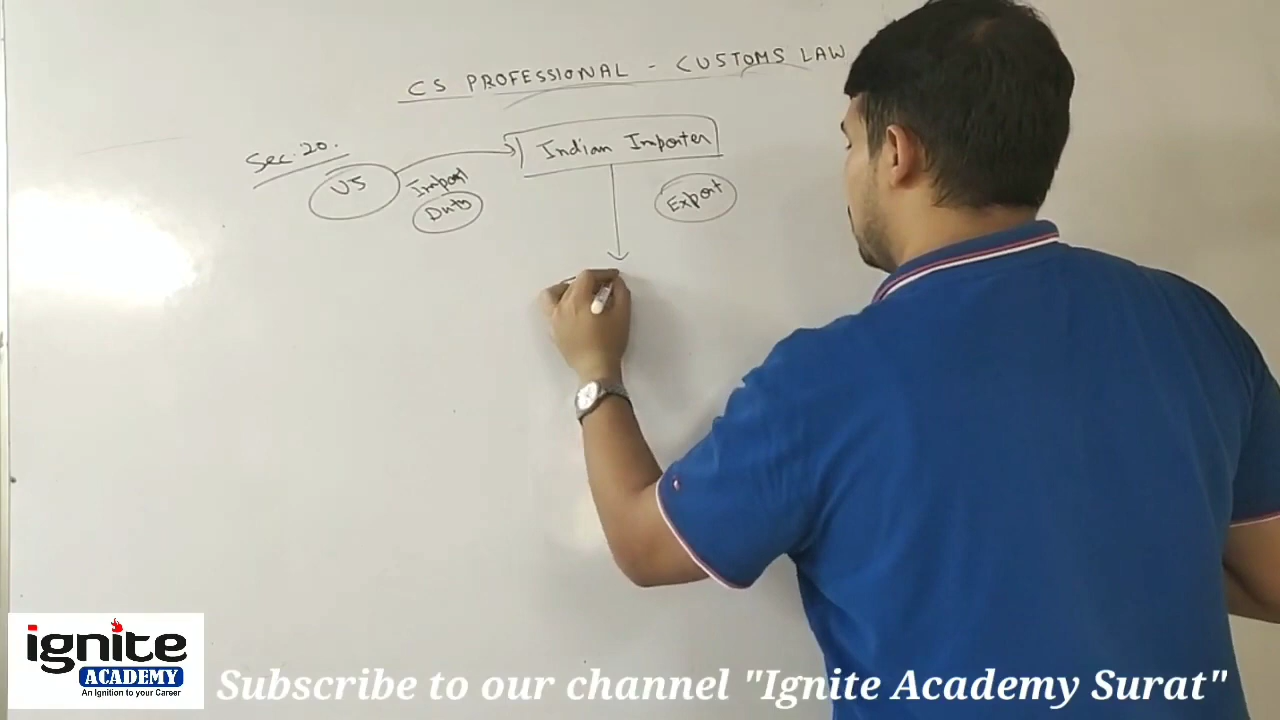 CS PROFESSIONAL - CUSTOMS LAW
Sec. 20.
US
Import
Duty
Indian Importer
Export
ignite
ACADEMY
An Ignition to your Career
Subscribe to our channel "Ignite Academy Surat"